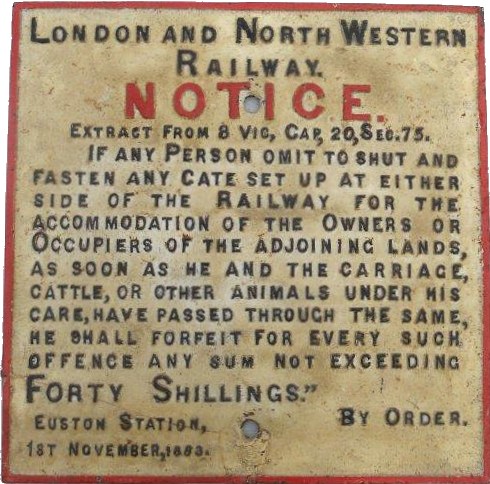 LONDON AND NORTH WESTERN
RAILWAY.
NOTICE.
EXTRACT FROM 8 VIC, CAP, 20, SEC. 75.
IF ANY PERSON OMIT TO SHUT AND
FASTEN ANY GATE SET UP AT EITHER
SIDE OF THE RAILWAY FOR THE
ACCOMMODATION OF THE OWNERS OR
OCCUPIERS OF THE ADJOINING LANDS,
AS SOON AS HE AND THE CARRIAGE,
CATTLE, OR OTHER ANIMALS UNDER HIS
CARE, HAVE PASSED THROUGH THE SAME,
HE SHALL FORFEIT FOR EVERY SUCH
OFFENCE ANY SUM NOT EXCEEDING
FORTY SHILLINGS."
BY ORDER.
EUSTON STATION,
1ST NOVEMBER, 1883.